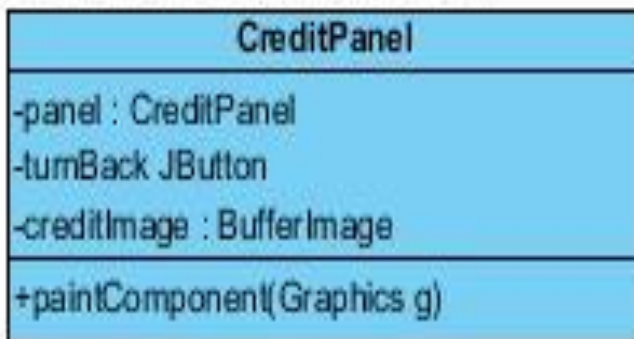 CreditPanel
-panel : CreditPanel
-turnBack JButton
-creditImage : BufferImage
+paintComponent(Graphics g)